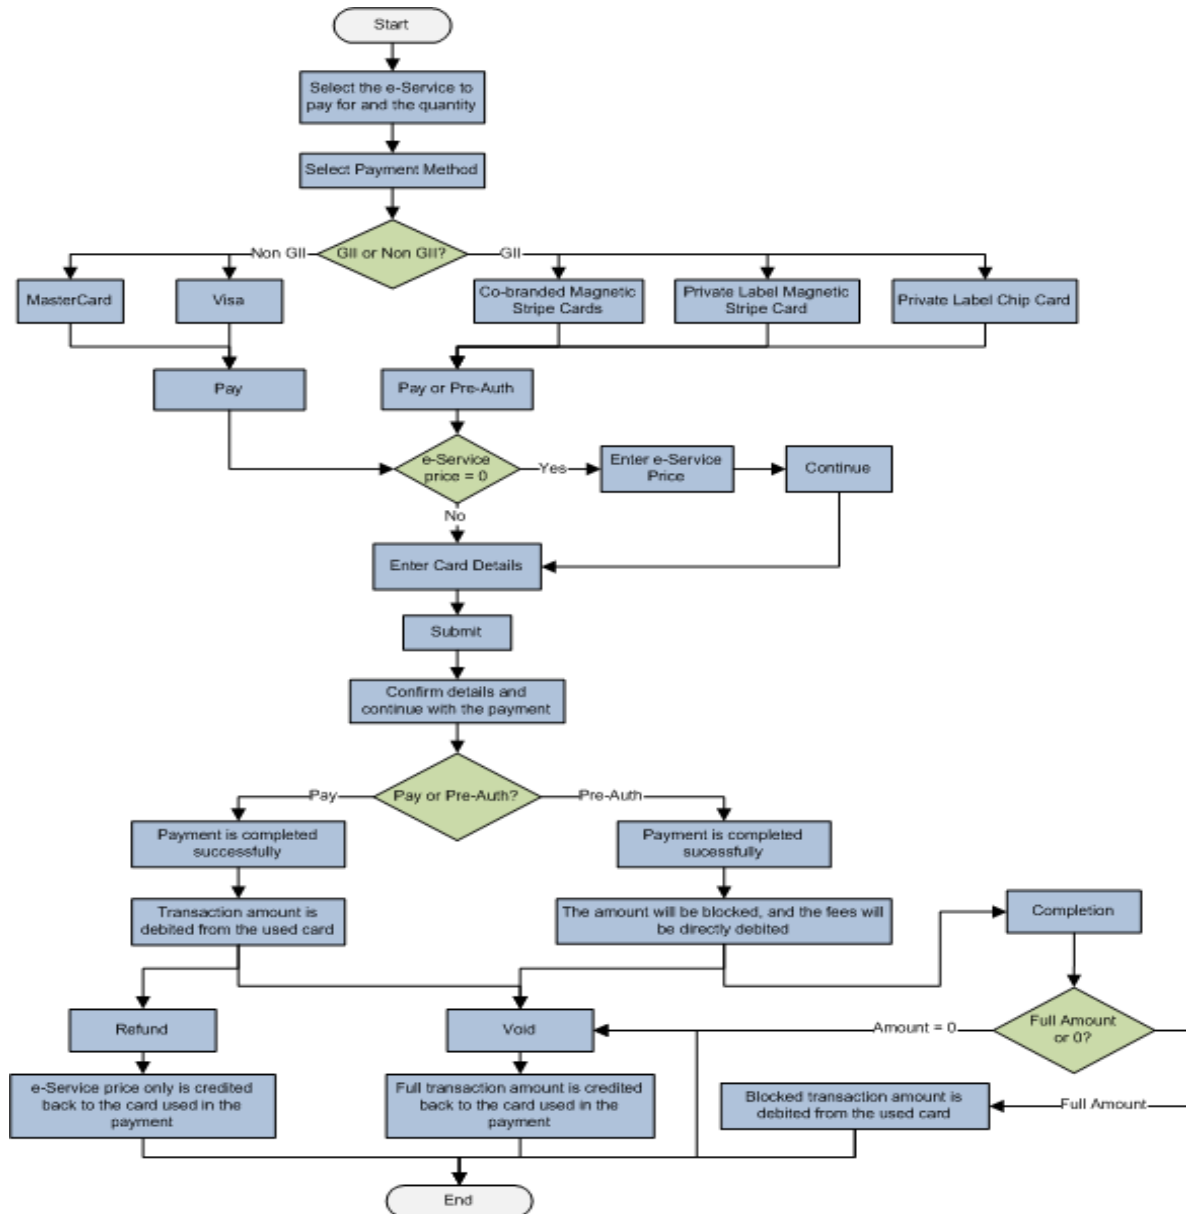 Start
Select the e-Service to
pay for and the quantity
Select Payment Method
Non GII
GII or Non GII?
GII
MasterCard
Visa
Co-branded Magnetic
Stripe Cards
Private Label Magnetic
Stripe Card
Private Label Chip Card
Pay
Pay or Pre-Auth
e-Service
price = 0
Yes
Enter e-Service
Price
Continue
No
Enter Card Details
Submit
Confirm details and
continue with the payment
Pay
Pay or Pre-Auth?
Pre-Auth
Payment is completed
successfully
Payment is completed
sucessfully
Transaction amount is
debited from the used card
The amount will be blocked, and the fees will
be directly debited
Completion
Refund
Void
Amount = 0
Full Amount
or 0?
e-Service price only is credited
back to the card used in the
payment
Full transaction amount is credited
back to the card used in the
payment
Blocked transaction amount is
debited from the used card
Full Amount
End